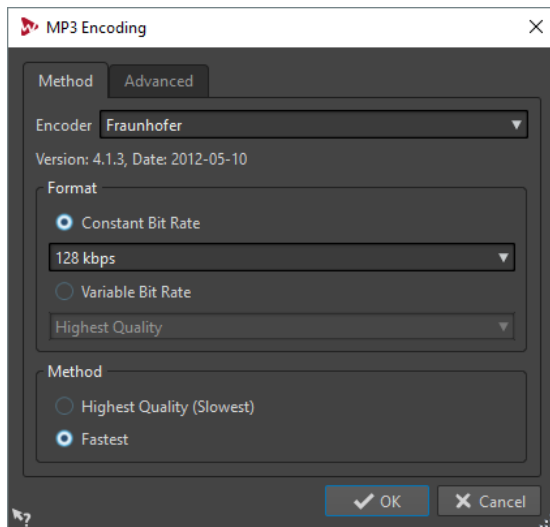 MP3 Encoding
Method Advanced
Encoder Fraunhofer
Version: 4.1.3, Date: 2012-05-10
Format
Constant Bit Rate
128 kbps
Variable Bit Rate
Highest Quality
Method
Highest Quality (Slowest)
Fastest
OK Cancel
?